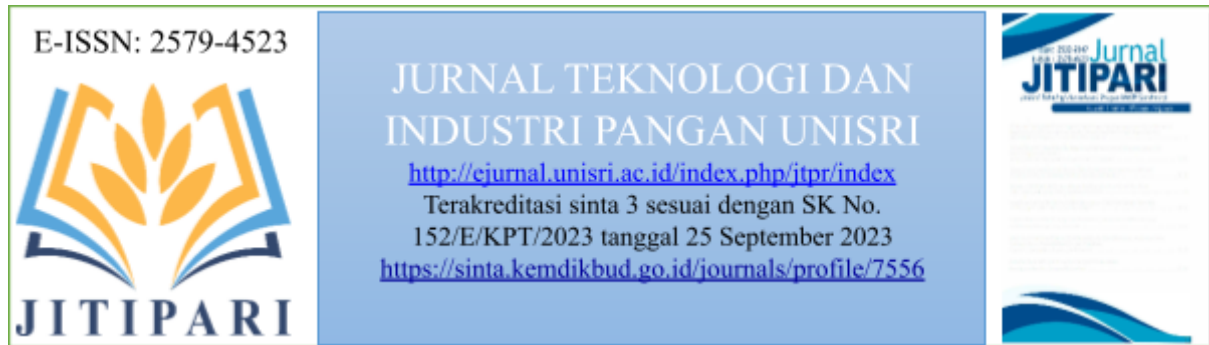 E-ISSN: 2579-4523
JITIPARI
JURNAL TEKNOLOGI DAN
INDUSTRI PANGAN UNISRI
http://ejurnal.unisri.ac.id/index.php/jtpr/index
Terakreditasi sinta 3 sesuai dengan SK No.
152/E/KPT/2023 tanggal 25 September 2023
https://sinta.kemdikbud.go.id/journals/profile/7556
Jurnal
JITIPARI